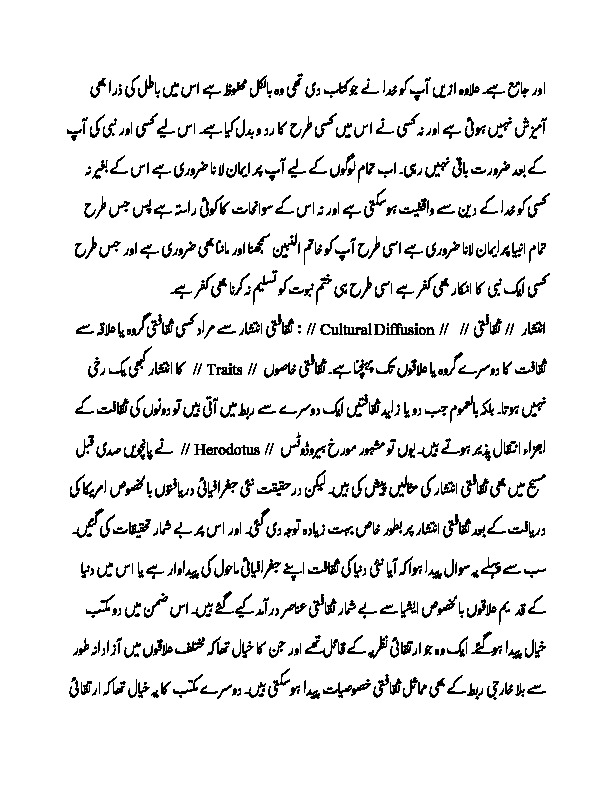 اور جامع ہے۔ علاوہ ازیں آپ کو خدا نے جو کتاب دی تھی وہ بالکل محفوظ ہے اس میں باطل کی ذرا بھی
آمیزش نہیں ہوئی ہے اور نہ کسی نے اس میں کسی طرح کا رد و بدل کیا ہے۔ اس لیے کسی اور نبی کی آپ
کے بعد ضرورت باقی نہیں رہی۔ اب تمام لوگوں کے لیے آپ پر ایمان لانا ضروری ہے اس کے بغیر نہ
کسی کو خدا کے دین سے واقفیت ہوسکتی ہے اور نہ اس کے سوا نجات کا کوئی راستہ ہے پس جس طرح
تمام انبیا پر ایمان لانا ضروری ہے اسی طرح آپ کو خاتم النبین سمجھنا اور ماننا بھی ضروری ہے اور جس طرح
کسی ایک نبی کا انکار بھی کفر ہے اسی طرح ہی ختم نبوت کو تسلیم نہ کرنا بھی کفر ہے۔
انتشار // ثقافتی // Cultural Diffusion // : ثقافتی انتشار سے مراد کسی ثقافتی گروہ یا علاقہ سے
ثقافت کا دوسرے گروہ یا علاقوں تک پہنچنا ہے۔ ثقافتی خاصوں // Traits // کا انتشار کبھی یک رخی
نہیں ہوتا۔ بلکہ بالعموم جب دو یا زاید ثقافتیں ایک دوسرے سے ربط میں آتی ہیں تو دونوں کی ثقافت کے
اجزاء انتقال پذیر ہوتے ہیں۔ یوں تو مشہور مورخ ہیروڈوٹس // Herodotus // نے پانچویں صدی قبل
مسیح میں بھی ثقافتی انتشار کی مثالیں پیش کی ہیں۔ لیکن در حقیقت نئی جغرافیائی دریافتوں بالخصوص امریکا کی
دریافت کے بعد ثقافتی انتشار پر بطور خاص بہت زیادہ توجہ دی گئی۔ اور اس پر بے شمار تحقیقات کی گئیں۔
سب سے پہلے یہ سوال پیدا ہوا کہ آیا نئی دنیا کی ثقافت اپنے جغرافیائی ماحول کی پیداوار ہے یا اس میں دنیا
کے قد یم علاقوں بالخصوص ایشیا سے بے شمار ثقافتی عناصر درآمد کیے گئے ہیں۔ اس ضمن میں دو مکتب
خیال پیدا ہوگئے۔ ایک وہ جو ارتقائی نظریہ کے قائل تھے اور جن کا خیال تھا کہ مختلف علاقوں میں آزادانہ طور
سے بلا خارجی ربط کے بھی مماثل ثقافتی خصوصیات پیدا ہوسکتی ہیں۔ دوسرے مکتب کا یہ خیال تھا کہ ارتقائی